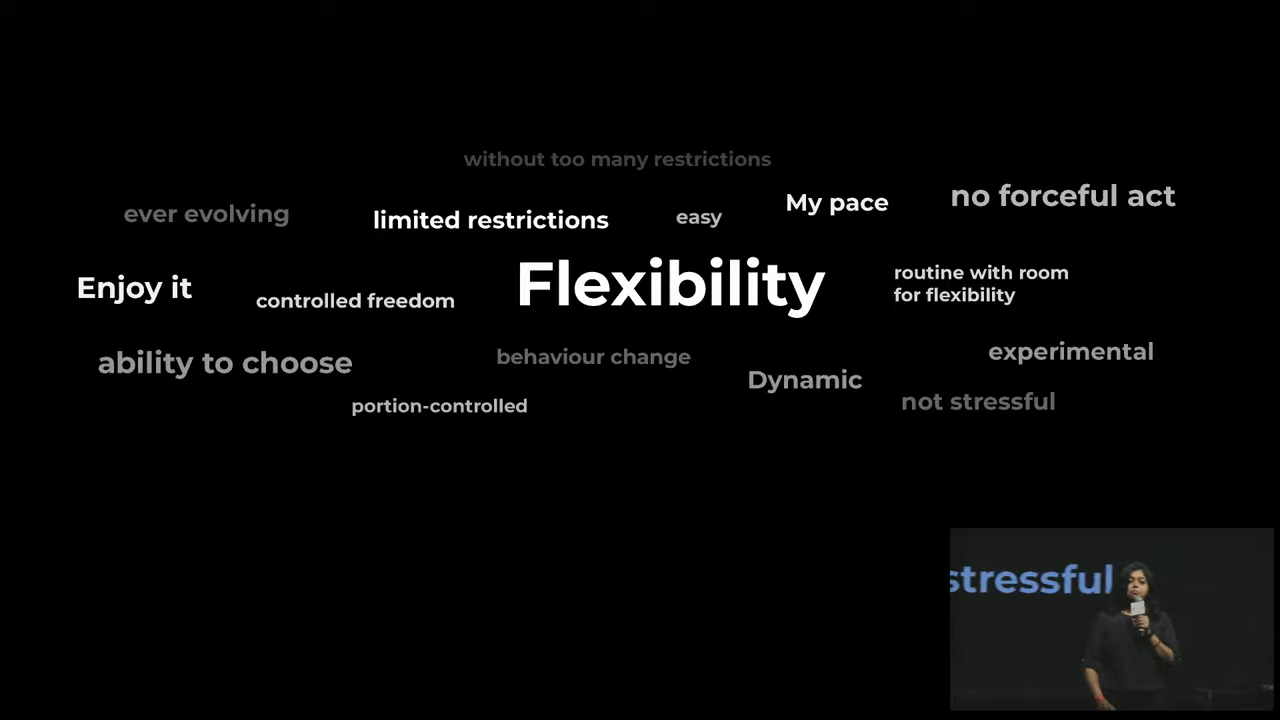 without too many restrictions
ever evolving
limited restrictions
easy
My pace
no forceful act
Enjoy it
controlled freedom
Flexibility
routine with room
for flexibility
ability to choose
behaviour change
Dynamic
experimental
portion-controlled
not stressful
stressful